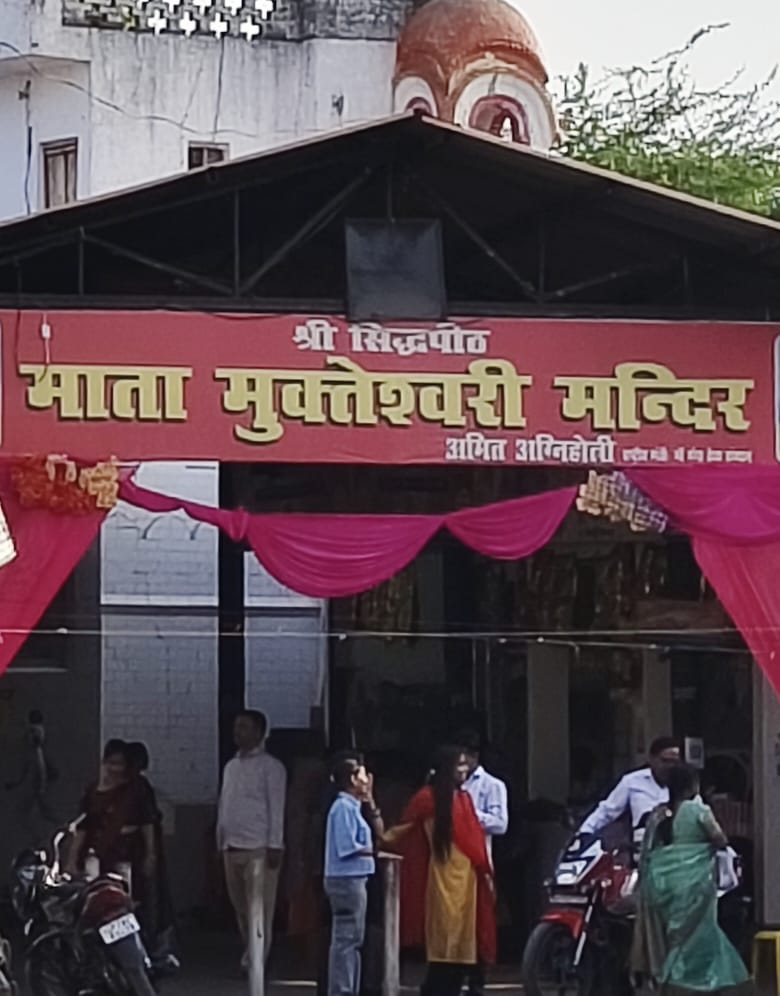 श्री सिद्धपीठ
माता मुक्तेश्वरी मन्दिर
अमित अग्निहोती